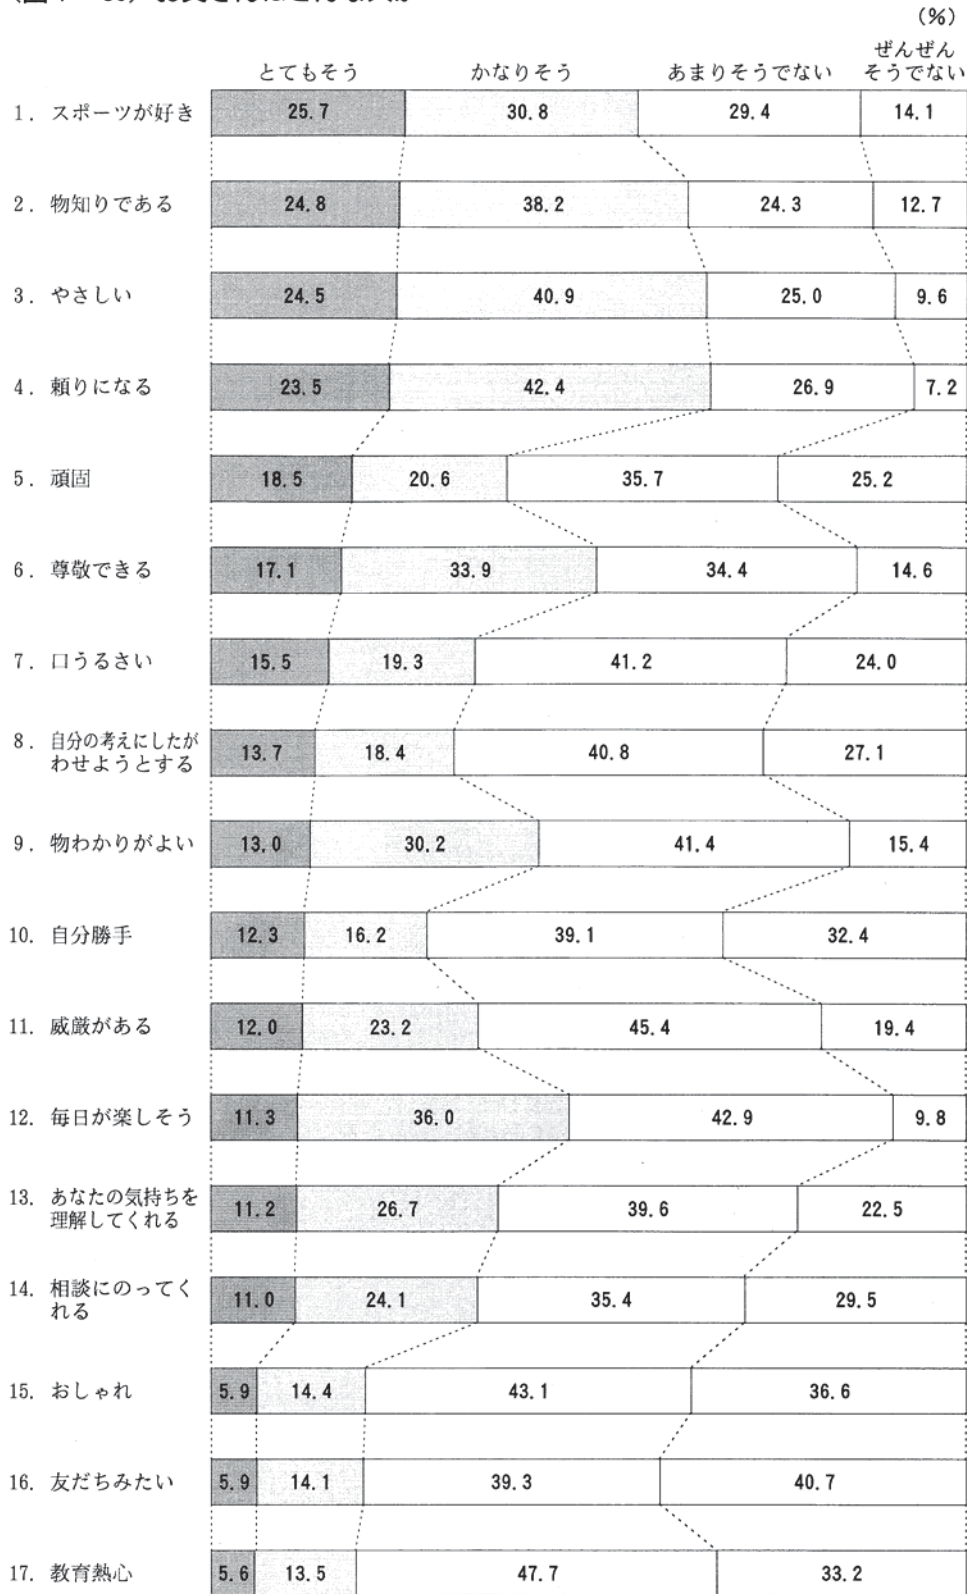 (%)
とてもそう かなりそう あまりそうでない ぜんぜん
そうでない
1. スポーツが好き 25.7 30.8 29.4 14.1
2. 物知りである 24.8 38.2 24.3 12.7
3. やさしい 24.5 40.9 25.0 9.6
4. 頼りになる 23.5 42.4 26.9 7.2
5. 頑固 18.5 20.6 35.7 25.2
6. 尊敬できる 17.1 33.9 34.4 14.6
7. 口うるさい 15.5 19.3 41.2 24.0
8. 自分の考えにしたが
わせようとする 13.7 18.4 40.8 27.1
9. 物わかりがよい 13.0 30.2 41.4 15.4
10. 自分勝手 12.3 16.2 39.1 32.4
11. 威厳がある 12.0 23.2 45.4 19.4
12. 毎日が楽しそう 11.3 36.0 42.9 9.8
13. あなたの気持ちを
理解してくれる 11.2 26.7 39.6 22.5
14. 相談にのってく
れる 11.0 24.1 35.4 29.5
15. おしゃれ 5.9 14.4 43.1 36.6
16. 友だちみたい 5.9 14.1 39.3 40.7
17. 教育熱心 5.6 13.5 47.7 33.2